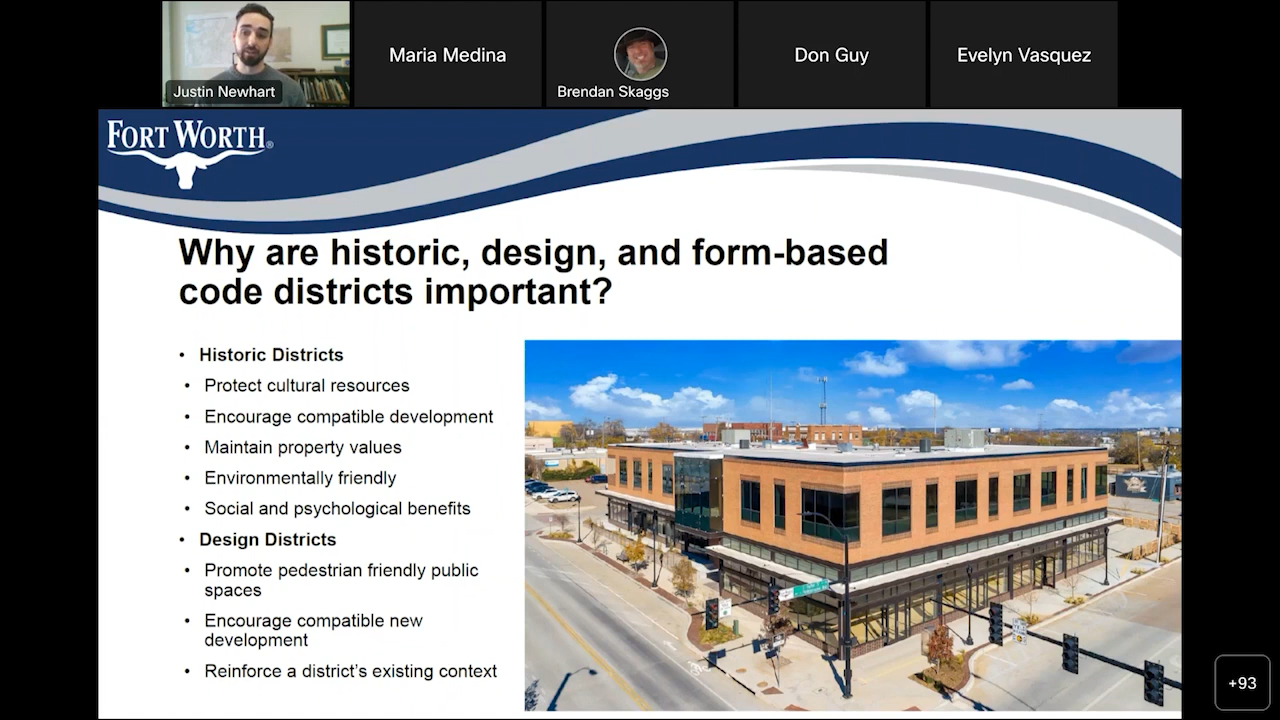 Justin Newhart
Maria Medina
Brendan Skaggs
Don Guy
Evelyn Vasquez
FORT WORTH®
Why are historic, design, and form-based
code districts important?
• Historic Districts
• Protect cultural resources
• Encourage compatible development
• Maintain property values
• Environmentally friendly
• Social and psychological benefits
• Design Districts
• Promote pedestrian friendly public
spaces
• Encourage compatible new
development
• Reinforce a district's existing context
+93